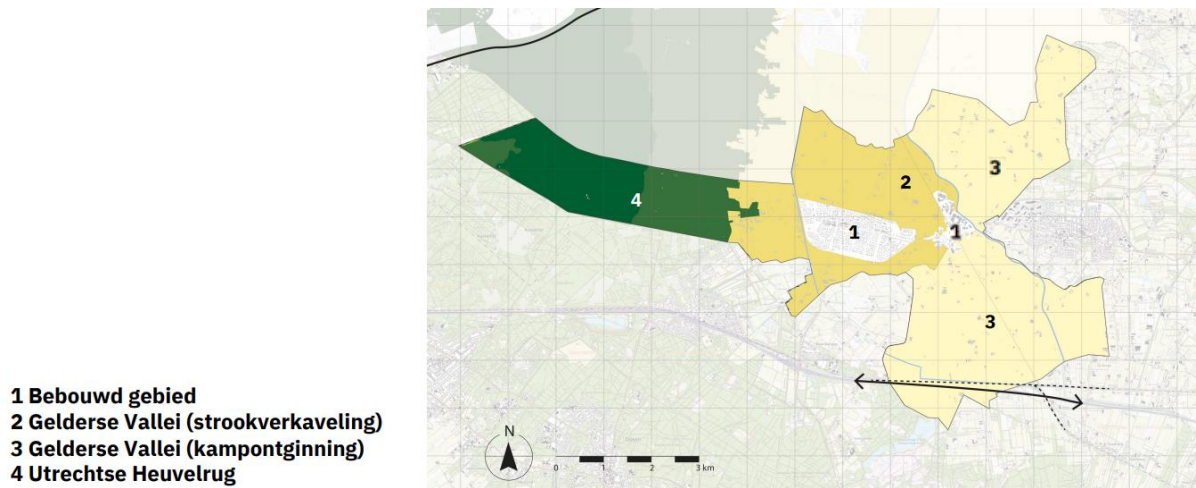 3
2
4
1
1
3
1 Bebouwd gebied
2 Gelderse Vallei (strookverkaveling)
3 Gelderse Vallei (kampontginning)
4 Utrechtse Heuvelrug
N
0 1 2 3 km